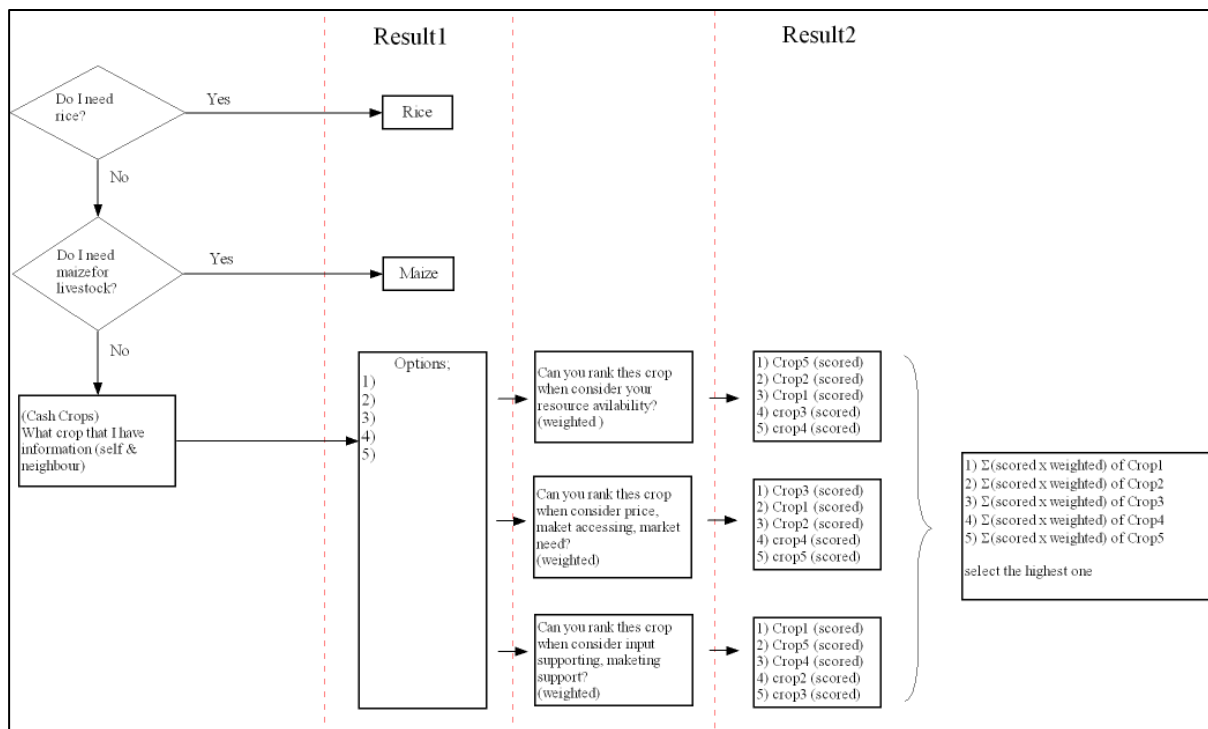 Result1
Result2
Do I need
rice?
Yes
Rice
No
Do I need
maizefor
livestock?
Yes
Maize
No
(Cash Crops)
What crop that I have
information (self &
neighbour)
Options;
1)
2)
3)
4)
5)
Can you rank thes crop
when consider your
resource avilability?
(weighted )
1) Crop5 (scored)
2) Crop2 (scored)
3) Crop1 (scored)
4) crop3 (scored)
5) crop4 (scored)
Can you rank thes crop
when consider price,
maket accessing, market
need?
(weighted)
1) Crop3 (scored)
2) Crop1 (scored)
3) Crop2 (scored)
4) crop4 (scored)
5) crop5 (scored)
Can you rank thes crop
when consider input
supporting, maketing
support?
(weighted)
1) Crop1 (scored)
2) Crop5 (scored)
3) Crop4 (scored)
4) crop2 (scored)
5) crop3 (scored)
1) Σ(scored x weighted) of Crop1
2) Σ(scored x weighted) of Crop2
3) Σ(scored x weighted) of Crop3
4) Σ(scored x weighted) of Crop4
5) Σ(scored x weighted) of Crop5
select the highest one